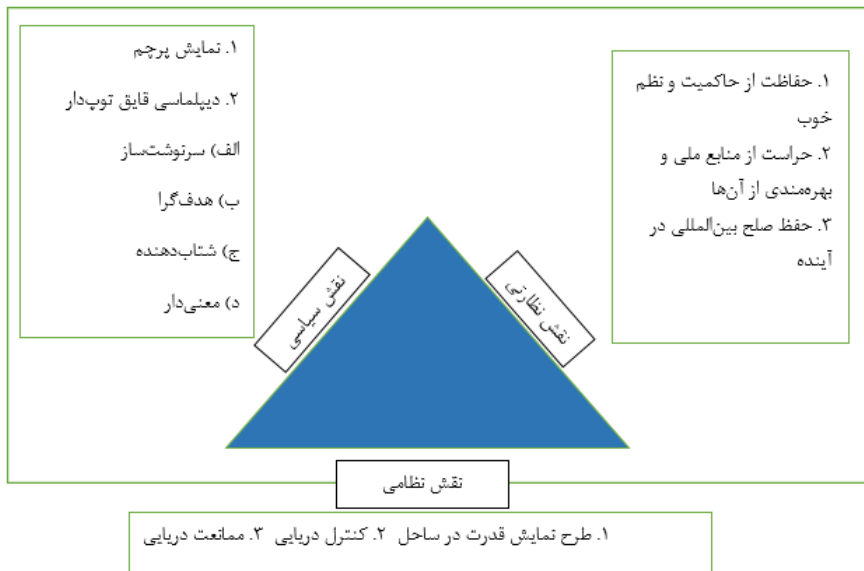 ۱. نمایش پرچم
۲. دیپلماسی قایق توپ‌دار
الف) سرنوشت‌ساز
ب) هدف‌گرا
ج) شتاب‌دهنده
د) معنی‌دار
۱. حفاظت از حاکمیت و نظم
خوب
۲. حراست از منابع ملی و
بهره‌مندی از آن‌ها
۳. حفظ صلح بین‌المللی در
آینده
نقش سیاسی
نقش نظارتی
نقش نظامی
۱. طرح نمایش قدرت در ساحل ۲. کنترل دریایی ۳. ممانعت دریایی